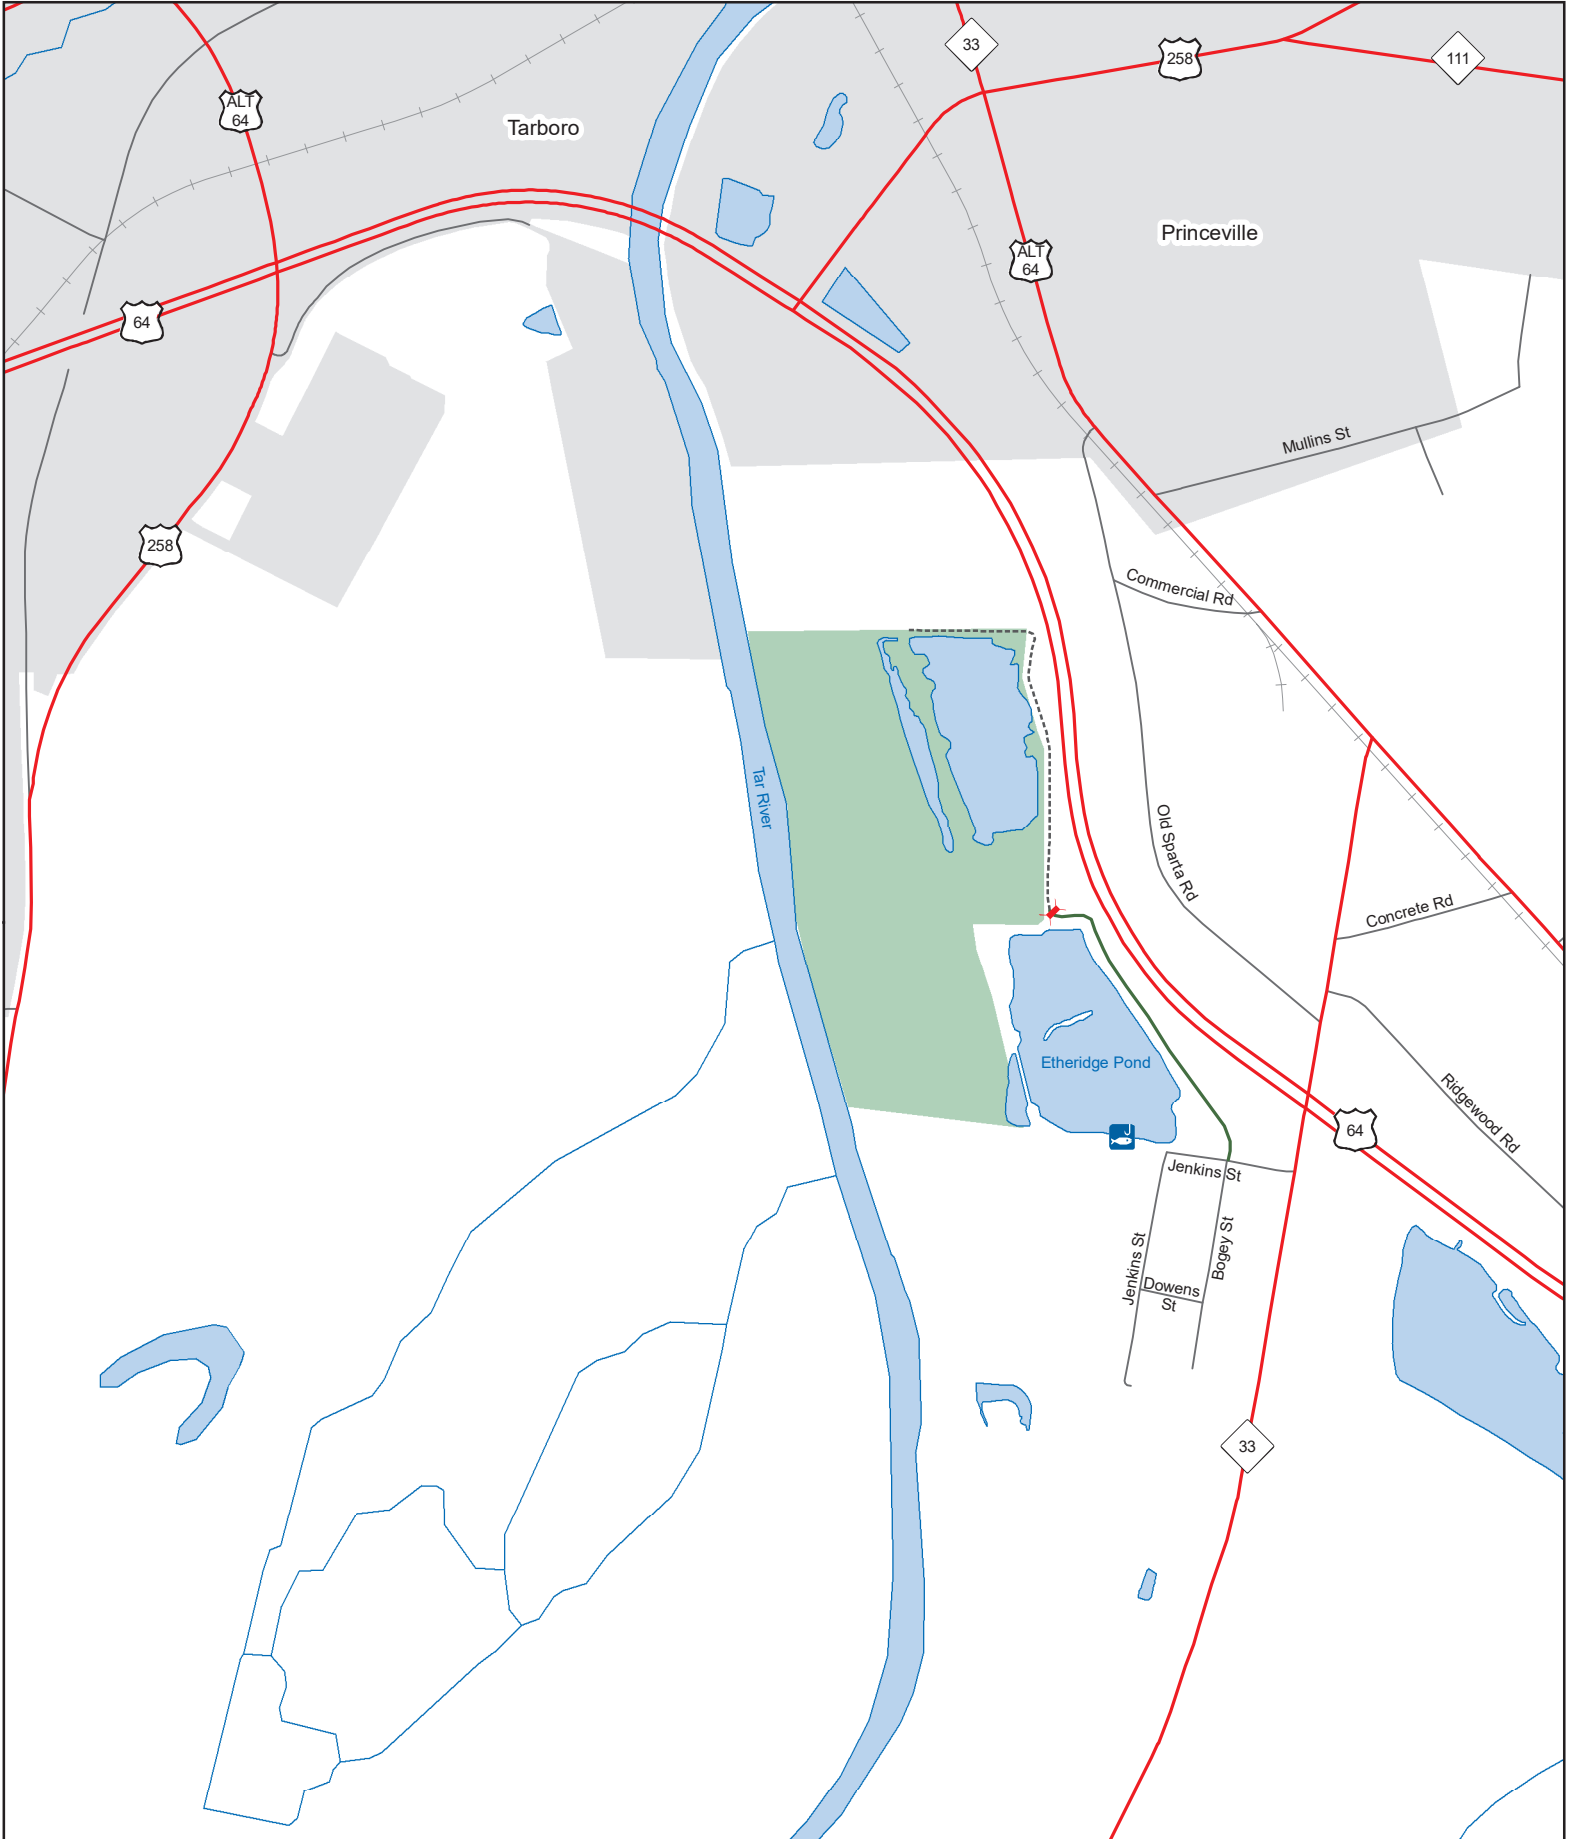 33
258
111
ALT
64
Tarboro
Princeville
ALT
64
64
Mullins St
258
Commercial Rd
Tar River
Old Sparta Rd
Concrete Rd
Etheridge Pond
Ridgewood Rd
64
Jenkins St
Jenkins St
Bogey St
Dowens
St
33